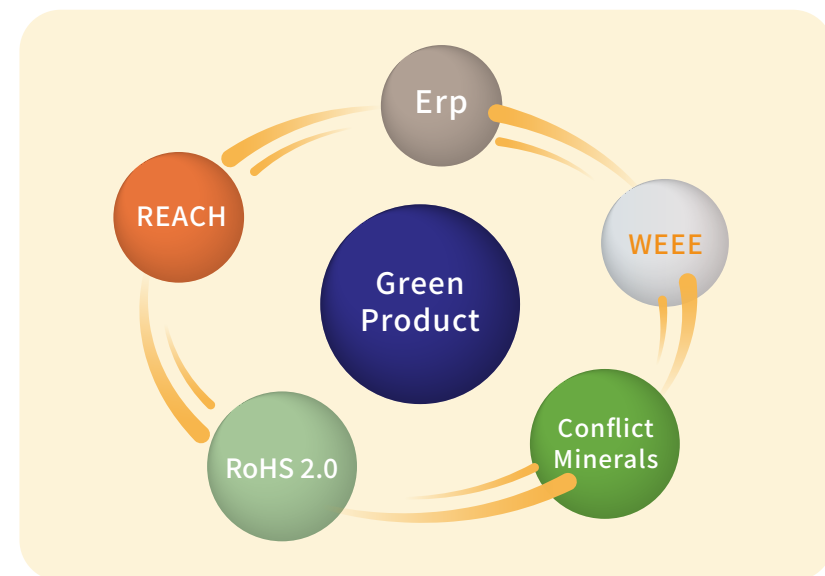 Erp
REACH
WEEE
Green
Product
Conflict
Minerals
RoHS 2.0